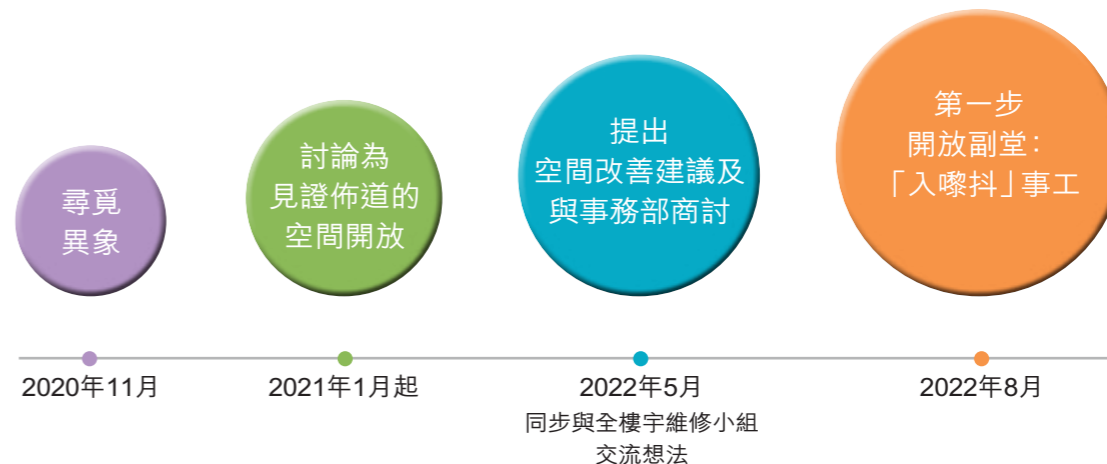 尋覓
異象
討論為
見證佈道的
空間開放
提出
空間改善建議及
與事務部商討
第一步
開放副堂：
「入嚟抖」事工
2020年11月
2021年1月起
2022年5月
同步與全樓宇維修小組
交流想法
2022年8月